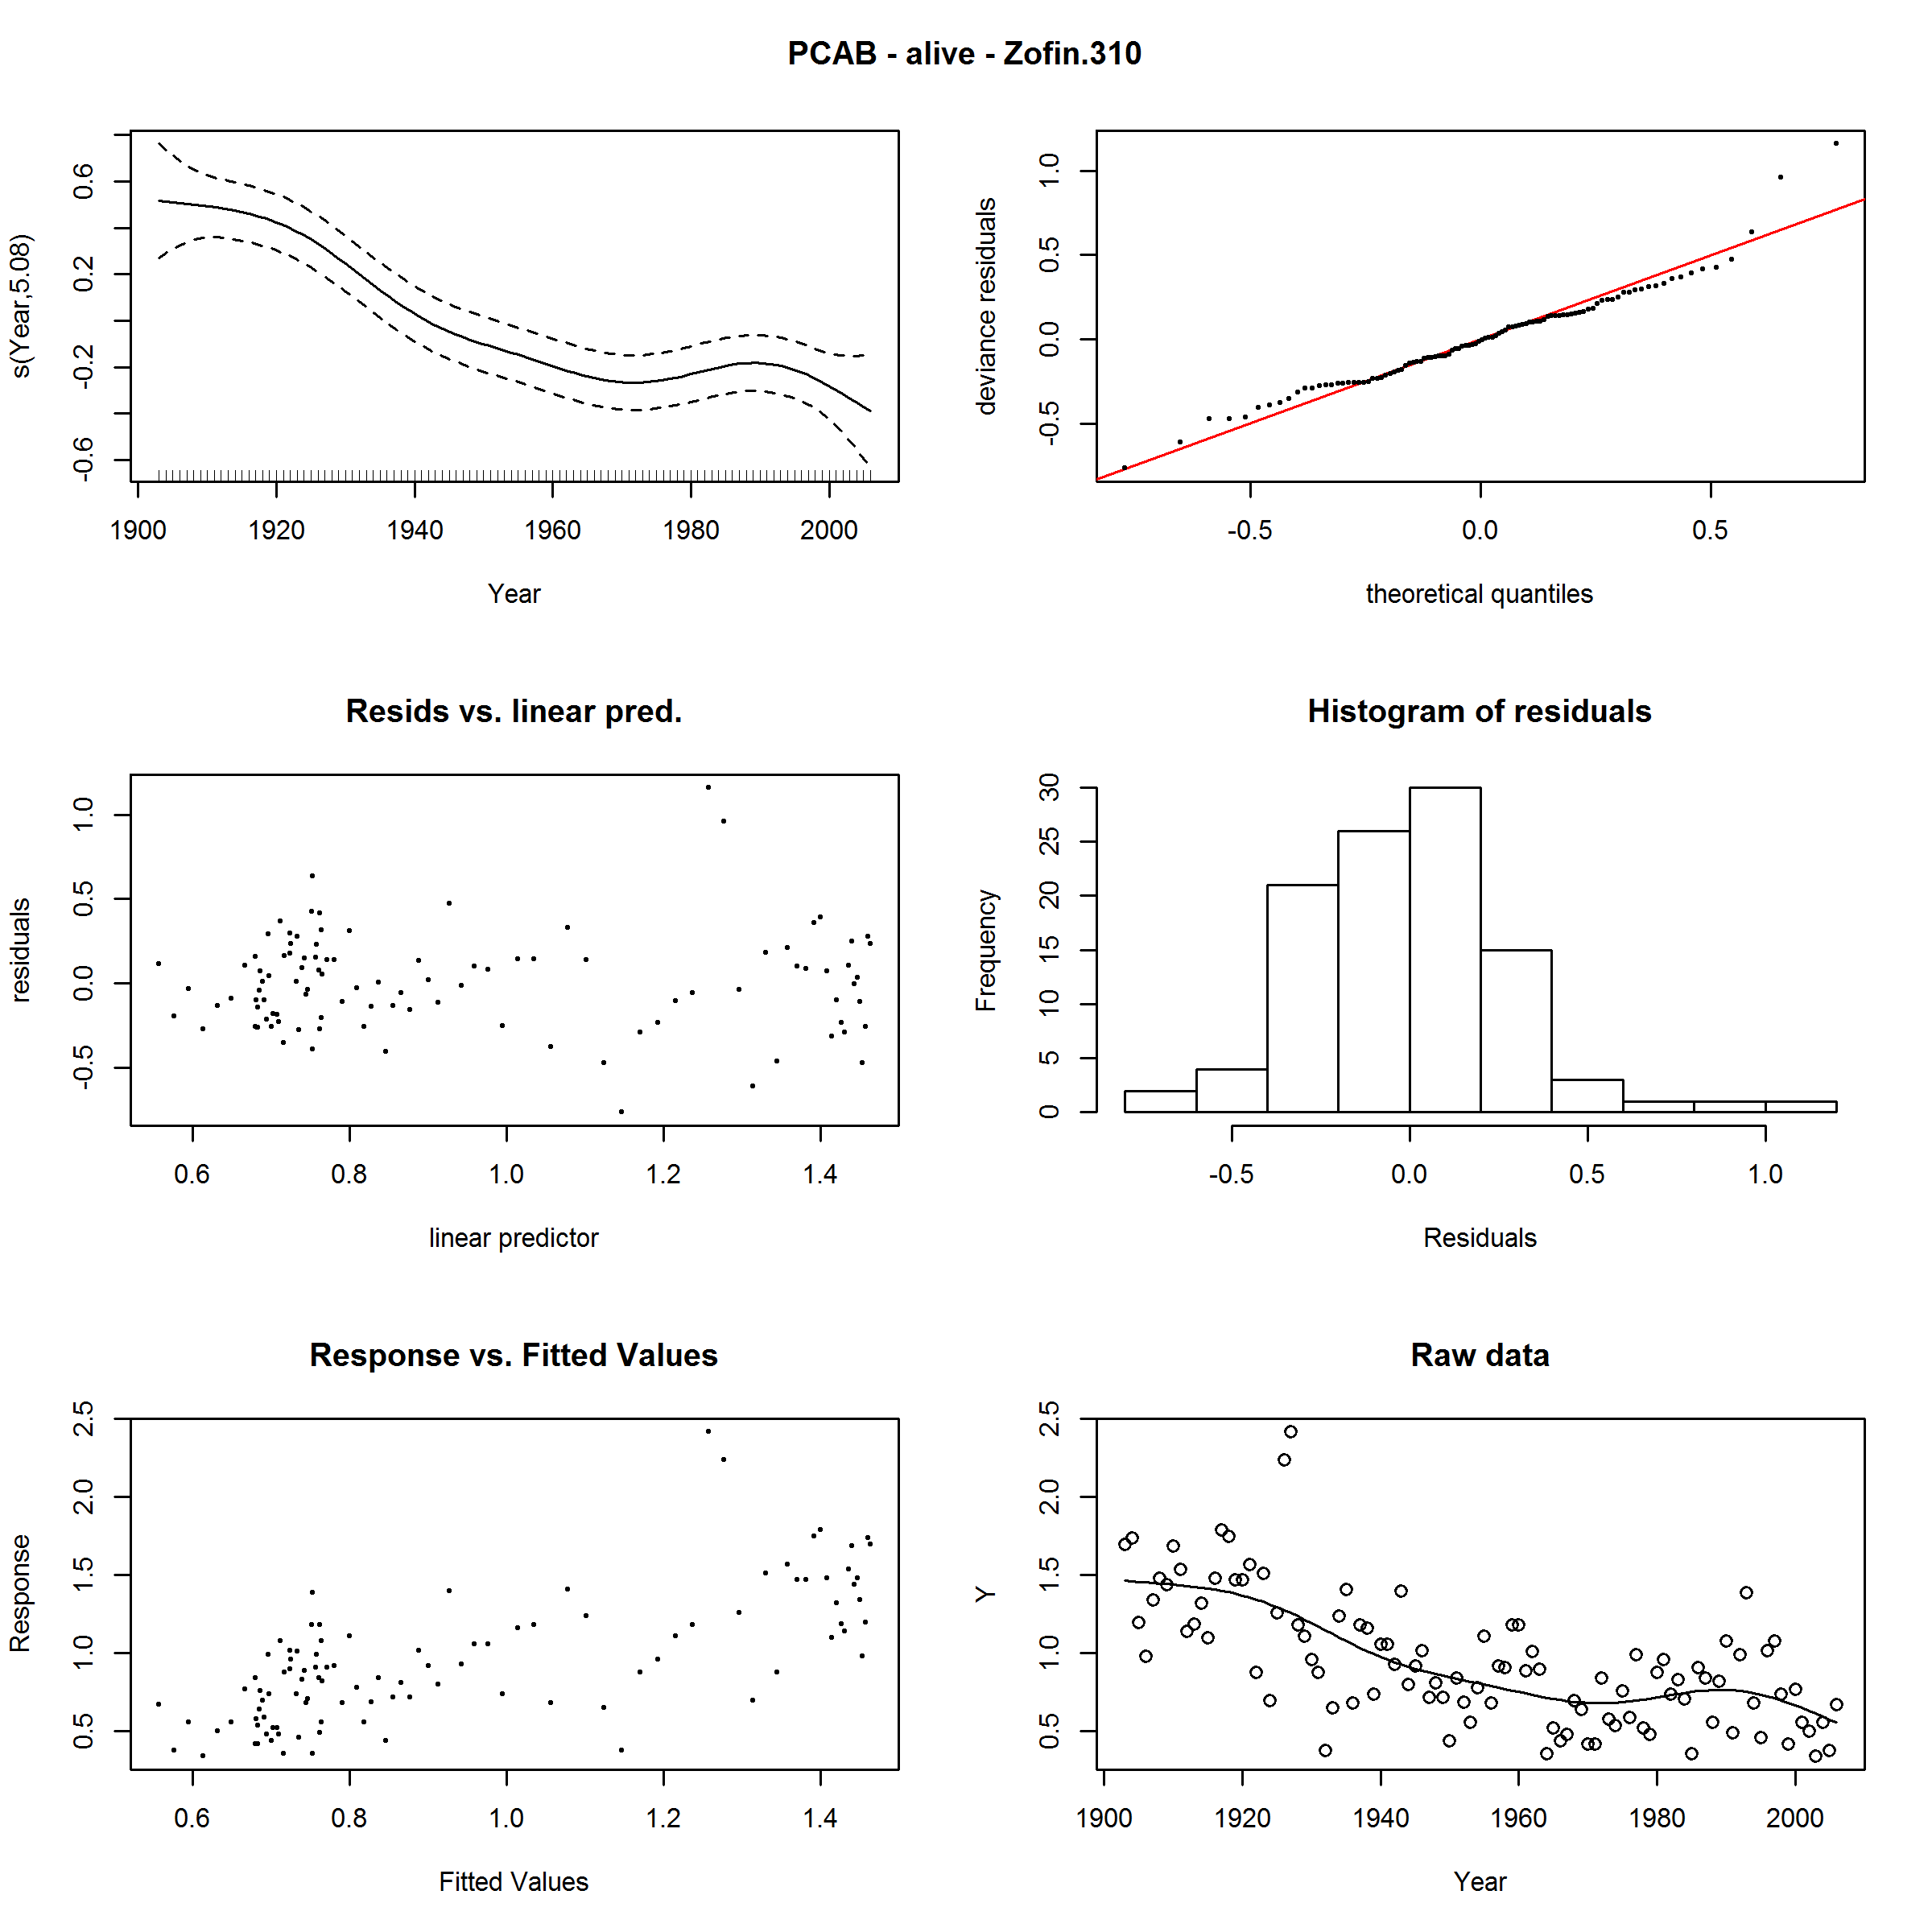 PCAB - alive - Zofin.310
s(Year,5.08)
-0.6 -0.2 0.2 0.6
1900 1920 1940 1960 1980 2000
Year
deviance residuals
-0.5 0.0 0.5 1.0
-0.5 0.0 0.5
theoretical quantiles
Resids vs. linear pred.
residuals
-0.5 0.0 0.5 1.0
0.6 0.8 1.0 1.2 1.4
linear predictor
Histogram of residuals
Frequency
0 5 10 15 20 25 30
-0.5 0.0 0.5 1.0
Residuals
Response vs. Fitted Values
Response
0.5 1.0 1.5 2.0 2.5
0.6 0.8 1.0 1.2 1.4
Fitted Values
Raw data
Y
0.5 1.0 1.5 2.0 2.5
1900 1920 1940 1960 1980 2000
Year